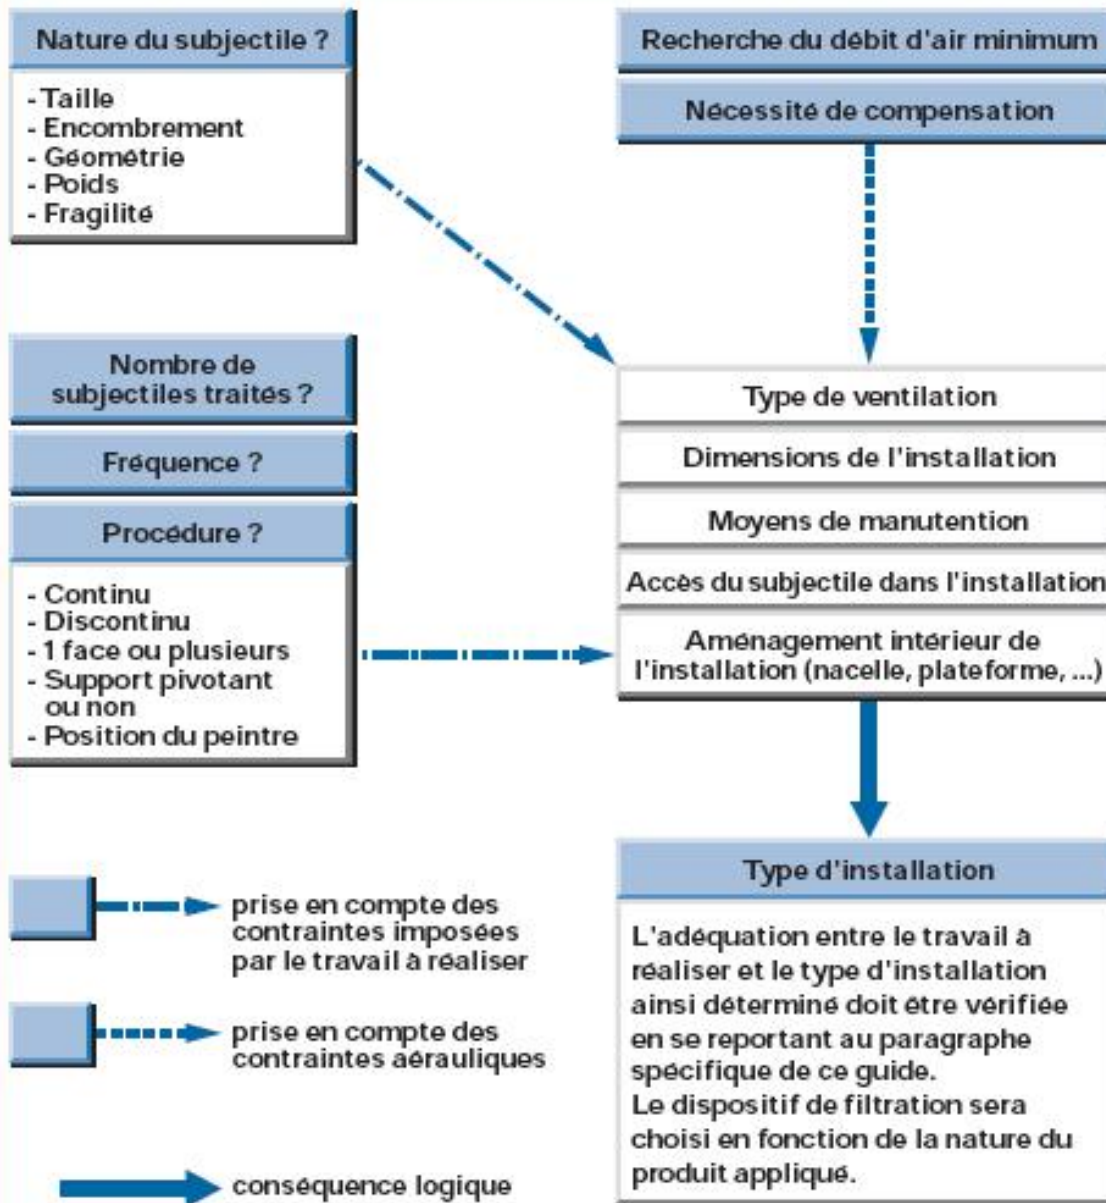 Nature du subjectile ?
- Taille
- Encombrement
- Géométrie
- Poids
- Fragilité
Recherche du débit d'air minimum
Nécessité de compensation
Nombre de
subjectiles traités ?
Fréquence ?
Procédure ?
- Continu
- Discontinu
- 1 face ou plusieurs
- Support pivotant
ou non
- Position du peintre
Type de ventilation
Dimensions de l'installation
Moyens de manutention
Accès du subjectile dans l'installation
Aménagement intérieur de
l'installation (nacelle, plateforme, ...)
prise en compte des
contraintes imposées
par le travail à réaliser
prise en compte des
contraintes aérauliques
conséquence logique
Type d'installation
L'adéquation entre le travail à
réaliser et le type d'installation
ainsi déterminé doit être vérifiée
en se reportant au paragraphe
spécifique de ce guide.
Le dispositif de filtration sera
choisi en fonction de la nature du
produit appliqué.